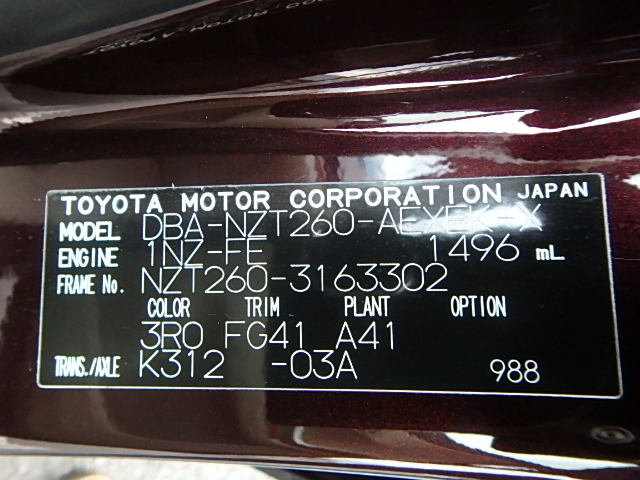 TOYOTA MOTOR CORPORATION JAPAN
MODEL DBA-NZT260-AEXEK-X
ENGINE 1NZ-FE 1496 mL
FRAME No. NZT260-3163302
COLOR TRIM PLANT OPTION
3R0 FG41 A41
TRANS./AXLE K312 -03A 988